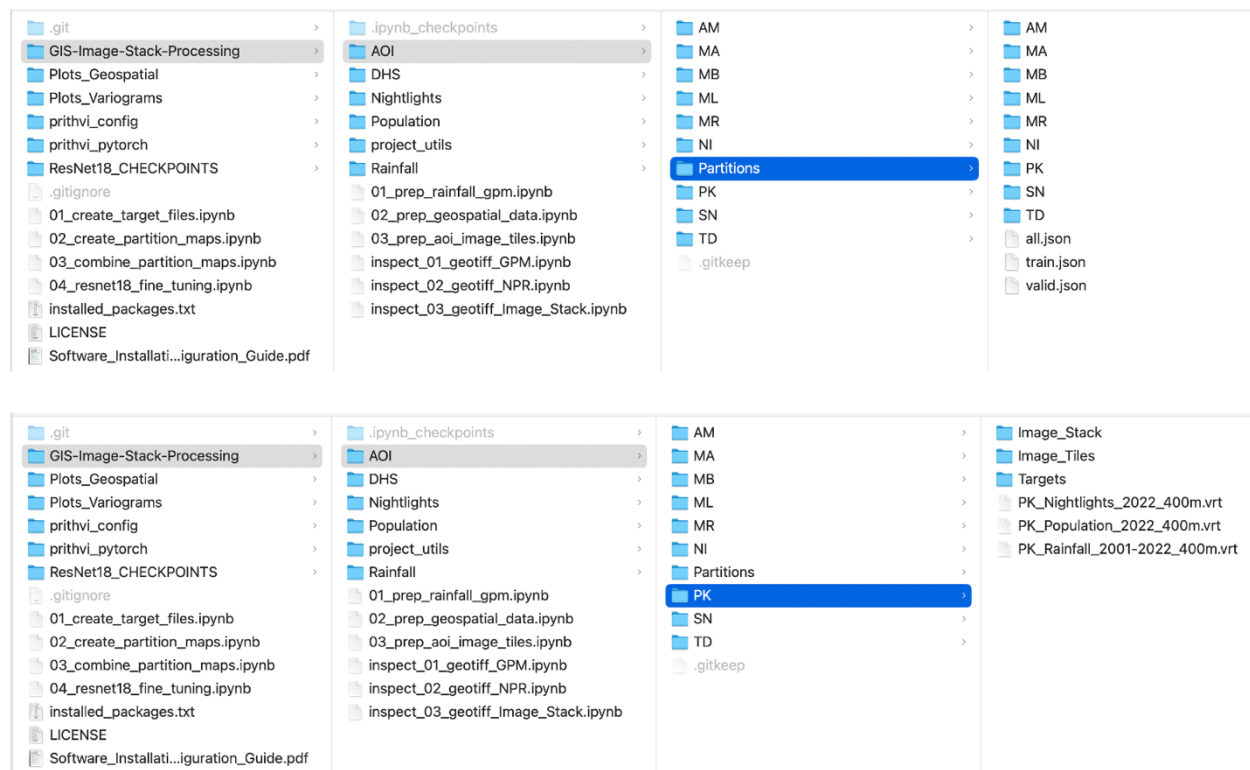 .git
GIS-Image-Stack-Processing
Plots_Geospatial
Plots_Variograms
prithvi_config
prithvi_pytorch
ResNet18_CHECKPOINTS
.gitignore
01_create_target_files.ipynb
02_create_partition_maps.ipynb
03_combine_partition_maps.ipynb
04_resnet18_fine_tuning.ipynb
installed_packages.txt
LICENSE
Software_Installati...iguration_Guide.pdf
.ipynb_checkpoints
AOI
DHS
Nightlights
Population
project_utils
Rainfall
01_prep_rainfall_gpm.ipynb
02_prep_geospatial_data.ipynb
03_prep_aoi_image_tiles.ipynb
inspect_01_geotiff_GPM.ipynb
inspect_02_geotiff_NPR.ipynb
inspect_03_geotiff_Image_Stack.ipynb
AM
MA
MB
ML
MR
NI
Partitions
PK
SN
TD
.gitkeep
AM
MA
MB
ML
MR
NI
PK
SN
TD
all.json
train.json
valid.json
.git
GIS-Image-Stack-Processing
Plots_Geospatial
Plots_Variograms
prithvi_config
prithvi_pytorch
ResNet18_CHECKPOINTS
.gitignore
01_create_target_files.ipynb
02_create_partition_maps.ipynb
03_combine_partition_maps.ipynb
04_resnet18_fine_tuning.ipynb
installed_packages.txt
LICENSE
Software_Installati...iguration_Guide.pdf
.ipynb_checkpoints
AOI
DHS
Nightlights
Population
project_utils
Rainfall
01_prep_rainfall_gpm.ipynb
02_prep_geospatial_data.ipynb
03_prep_aoi_image_tiles.ipynb
inspect_01_geotiff_GPM.ipynb
inspect_02_geotiff_NPR.ipynb
inspect_03_geotiff_Image_Stack.ipynb
AM
MA
MB
ML
MR
NI
Partitions
PK
SN
TD
.gitkeep
Image_Stack
Image_Tiles
Targets
PK_Nightlights_2022_400m.vrt
PK_Population_2022_400m.vrt
PK_Rainfall_2001-2022_400m.vrt